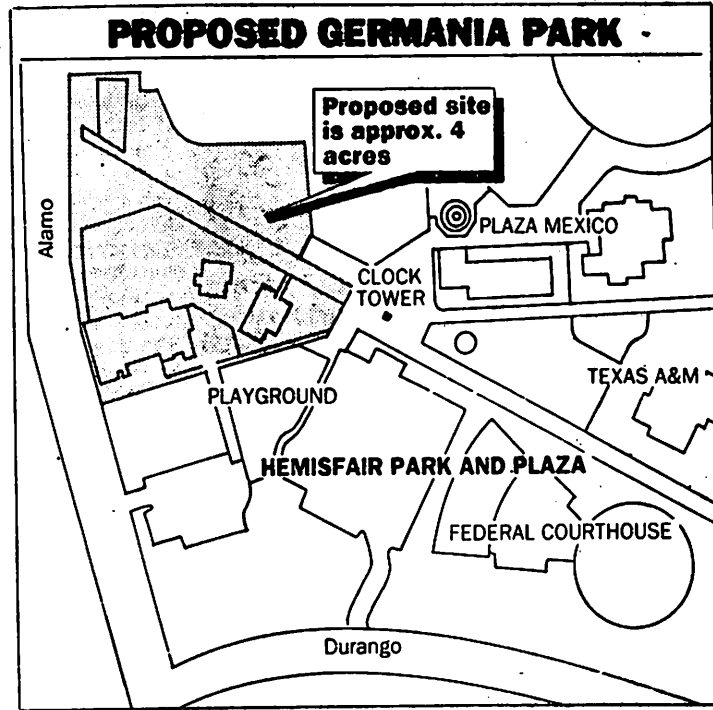 PROPOSED GERMANIA PARK
Proposed site
is approx. 4
acres
Alamo
PLAZA MEXICO
CLOCK
TOWER
TEXAS A&M
PLAYGROUND
HEMISFAIR PARK AND PLAZA
FEDERAL COURTHOUSE
Durango